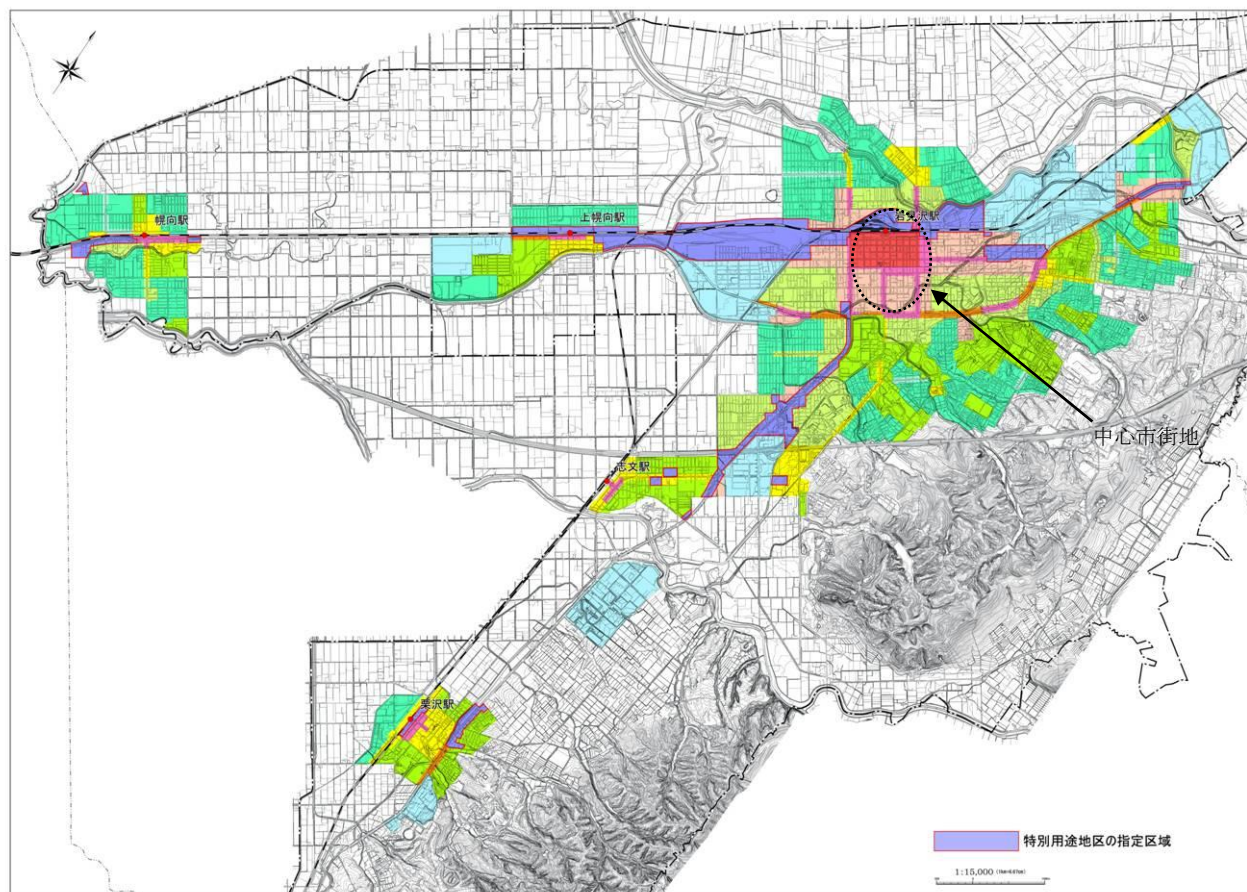 幌向駅
上幌向駅
岩見沢駅
中心市街地
志文駅
栗沢駅
特別用途地区の指定区域
1:15,000